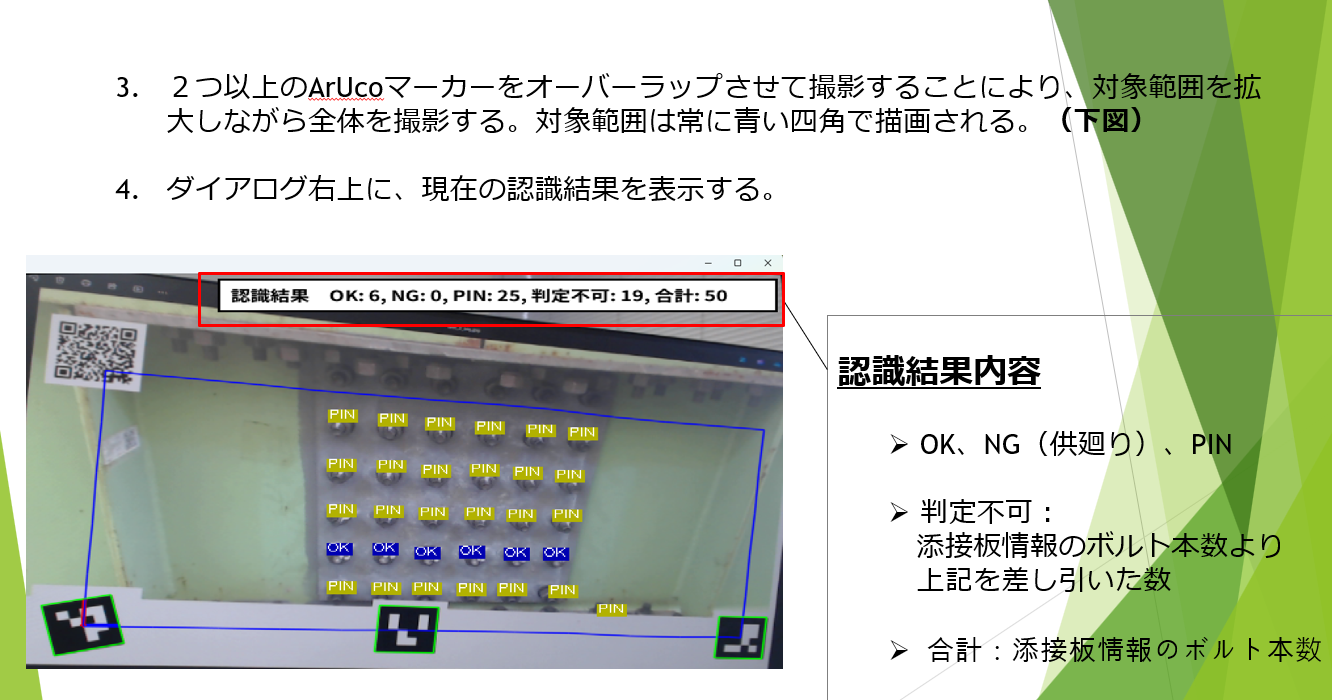 3. ２つ以上のArUcoマーカーをオーバーラップさせて撮影することにより、対象範囲を拡
大しながら全体を撮影する。対象範囲は常に青い四角で描画される。（下図）
4. ダイアログ右上に、現在の認識結果を表示する。
認識結果　OK: 6, NG: 0, PIN: 25, 判定不可: 19, 合計: 50
PIN PIN PIN PIN PIN PIN
PIN PIN PIN PIN PIN PIN
PIN PIN PIN PIN PIN PIN
OK OK OK OK OK OK
PIN PIN PIN PIN PIN PIN
PIN
認識結果内容
➢ OK、NG（供廻り）、PIN
➢ 判定不可：
添接板情報のボルト本数より
上記を差し引いた数
➢ 合計：添接板情報のボルト本数